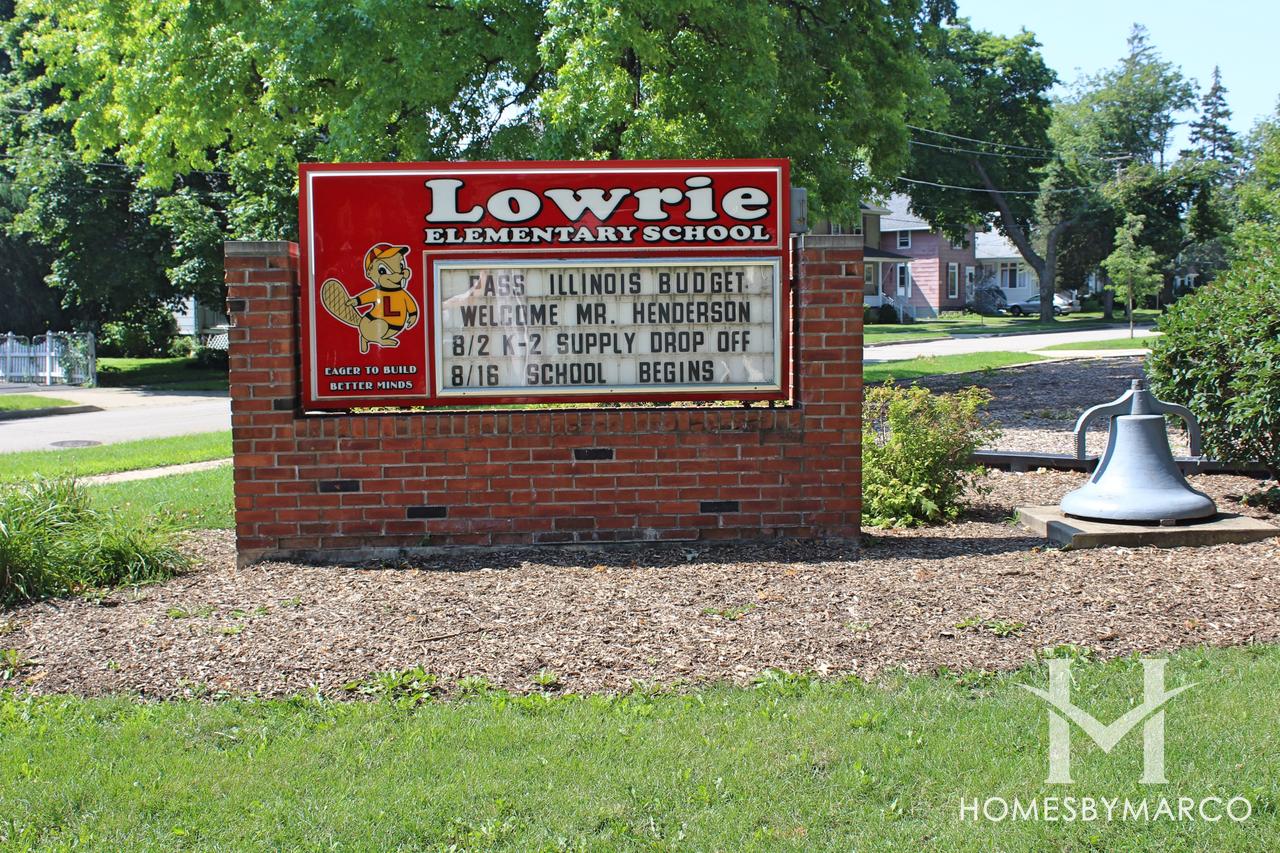 Lowrie
ELEMENTARY SCHOOL
PASS ILLINOIS BUDGET
WELCOME MR. HENDERSON
8/2 K-2 SUPPLY DROP OFF
8/16 SCHOOL BEGINS
L
EAGER TO BUILD
BETTER MINDS
HOMESBYMARCO